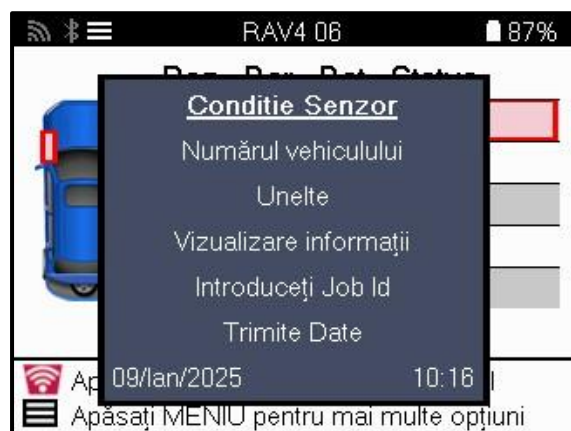 RAV4 06 87%
Conditie Senzor
Numărul vehiculului
Unelte
Vizualizare informații
Introduceți Job Id
Trimite Date
09/Ian/2025 10:16
Apăsați MENIU pentru mai multe opțiuni